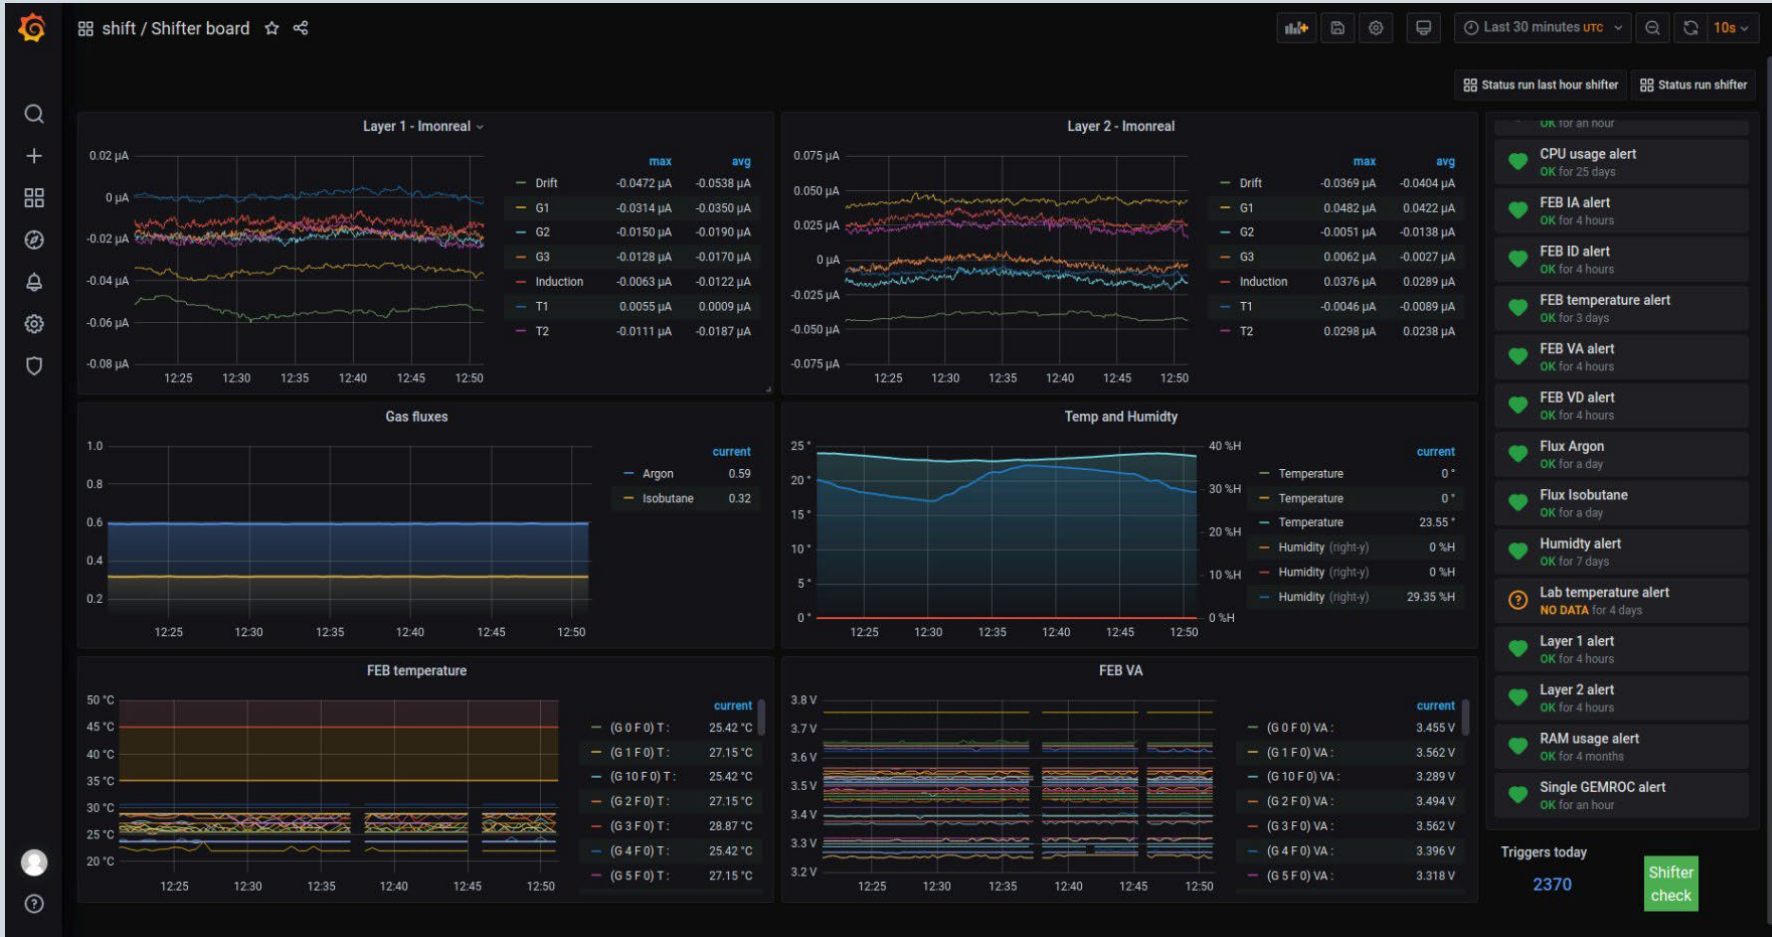 shift / Shifter board
Last 30 minutes UTC
10s
Status run last hour shifter
Status run shifter
Layer 1 - Imonreal
0.02 µA
0 µA
-0.02 µA
-0.04 µA
-0.06 µA
-0.08 µA
12:25 12:30 12:35 12:40 12:45 12:50
max avg
Drift -0.0472 µA -0.0538 µA
G1 -0.0314 µA -0.0350 µA
G2 -0.0150 µA -0.0190 µA
G3 -0.0128 µA -0.0170 µA
Induction -0.0063 µA -0.0122 µA
T1 0.0055 µA 0.0009 µA
T2 -0.0111 µA -0.0187 µA
Layer 2 - Imonreal
0.075 µA
0.050 µA
0.025 µA
0 µA
-0.025 µA
-0.050 µA
-0.075 µA
12:25 12:30 12:35 12:40 12:45 12:50
max avg
Drift -0.0369 µA -0.0404 µA
G1 0.0482 µA 0.0422 µA
G2 -0.0051 µA -0.0138 µA
G3 0.0062 µA -0.0027 µA
Induction 0.0376 µA 0.0289 µA
T1 -0.0046 µA -0.0089 µA
T2 0.0298 µA 0.0238 µA
Gas fluxes
1.0
0.8
0.6
0.4
0.2
12:25 12:30 12:35 12:40 12:45 12:50
current
Argon 0.59
Isobutane 0.32
Temp and Humidty
25 °
20 °
15 °
10 °
5 °
0 °
40 %H
30 %H
20 %H
10 %H
0 %H
12:25 12:30 12:35 12:40 12:45 12:50
current
Temperature 0 °
Temperature 0 °
Temperature 23.55 °
Humidity (right-y) 0 %H
Humidity (right-y) 0 %H
Humidity (right-y) 29.35 %H
FEB temperature
50 °C
45 °C
40 °C
35 °C
30 °C
25 °C
20 °C
12:25 12:30 12:35 12:40 12:45 12:50
current
(G 0 F 0) T : 25.42 °C
(G 1 F 0) T : 27.15 °C
(G 10 F 0) T : 25.42 °C
(G 2 F 0) T : 27.15 °C
(G 3 F 0) T : 28.87 °C
(G 4 F 0) T : 25.42 °C
(G 5 F 0) T : 27.15 °C
FEB VA
3.8 V
3.7 V
3.6 V
3.5 V
3.4 V
3.3 V
3.2 V
12:25 12:30 12:35 12:40 12:45 12:50
current
(G 0 F 0) VA : 3.455 V
(G 1 F 0) VA : 3.562 V
(G 10 F 0) VA : 3.289 V
(G 2 F 0) VA : 3.494 V
(G 3 F 0) VA : 3.562 V
(G 4 F 0) VA : 3.396 V
(G 5 F 0) VA : 3.318 V
OK for an hour
CPU usage alert
OK for 25 days
FEB IA alert
OK for 4 hours
FEB ID alert
OK for 4 hours
FEB temperature alert
OK for 3 days
FEB VA alert
OK for 4 hours
FEB VD alert
OK for 4 hours
Flux Argon
OK for a day
Flux Isobutane
OK for a day
Humidty alert
OK for 7 days
Lab temperature alert
NO DATA for 4 days
Layer 1 alert
OK for 4 hours
Layer 2 alert
OK for 4 hours
RAM usage alert
OK for 4 months
Single GEMROC alert
OK for an hour
Triggers today
2370
Shifter
check